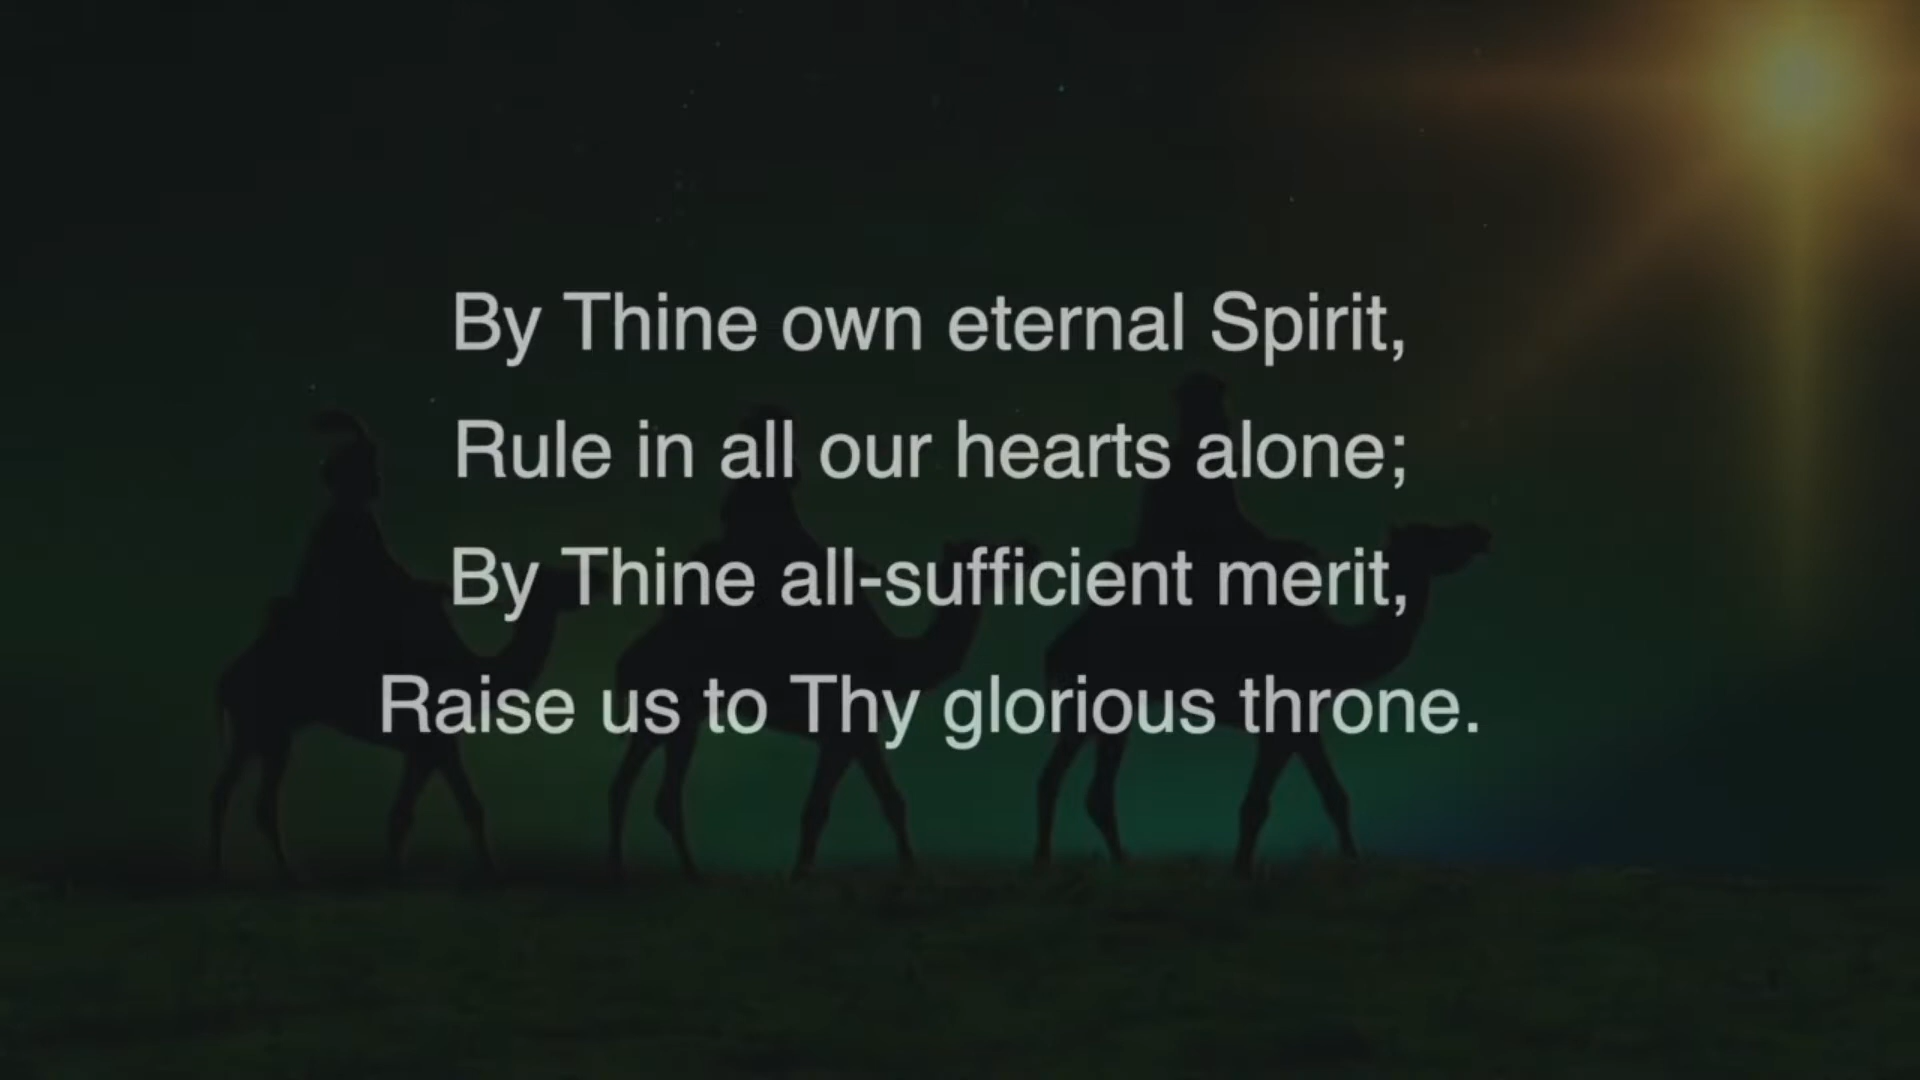 By Thine own eternal Spirit,
Rule in all our hearts alone;
By Thine all-sufficient merit,
Raise us to Thy glorious throne.